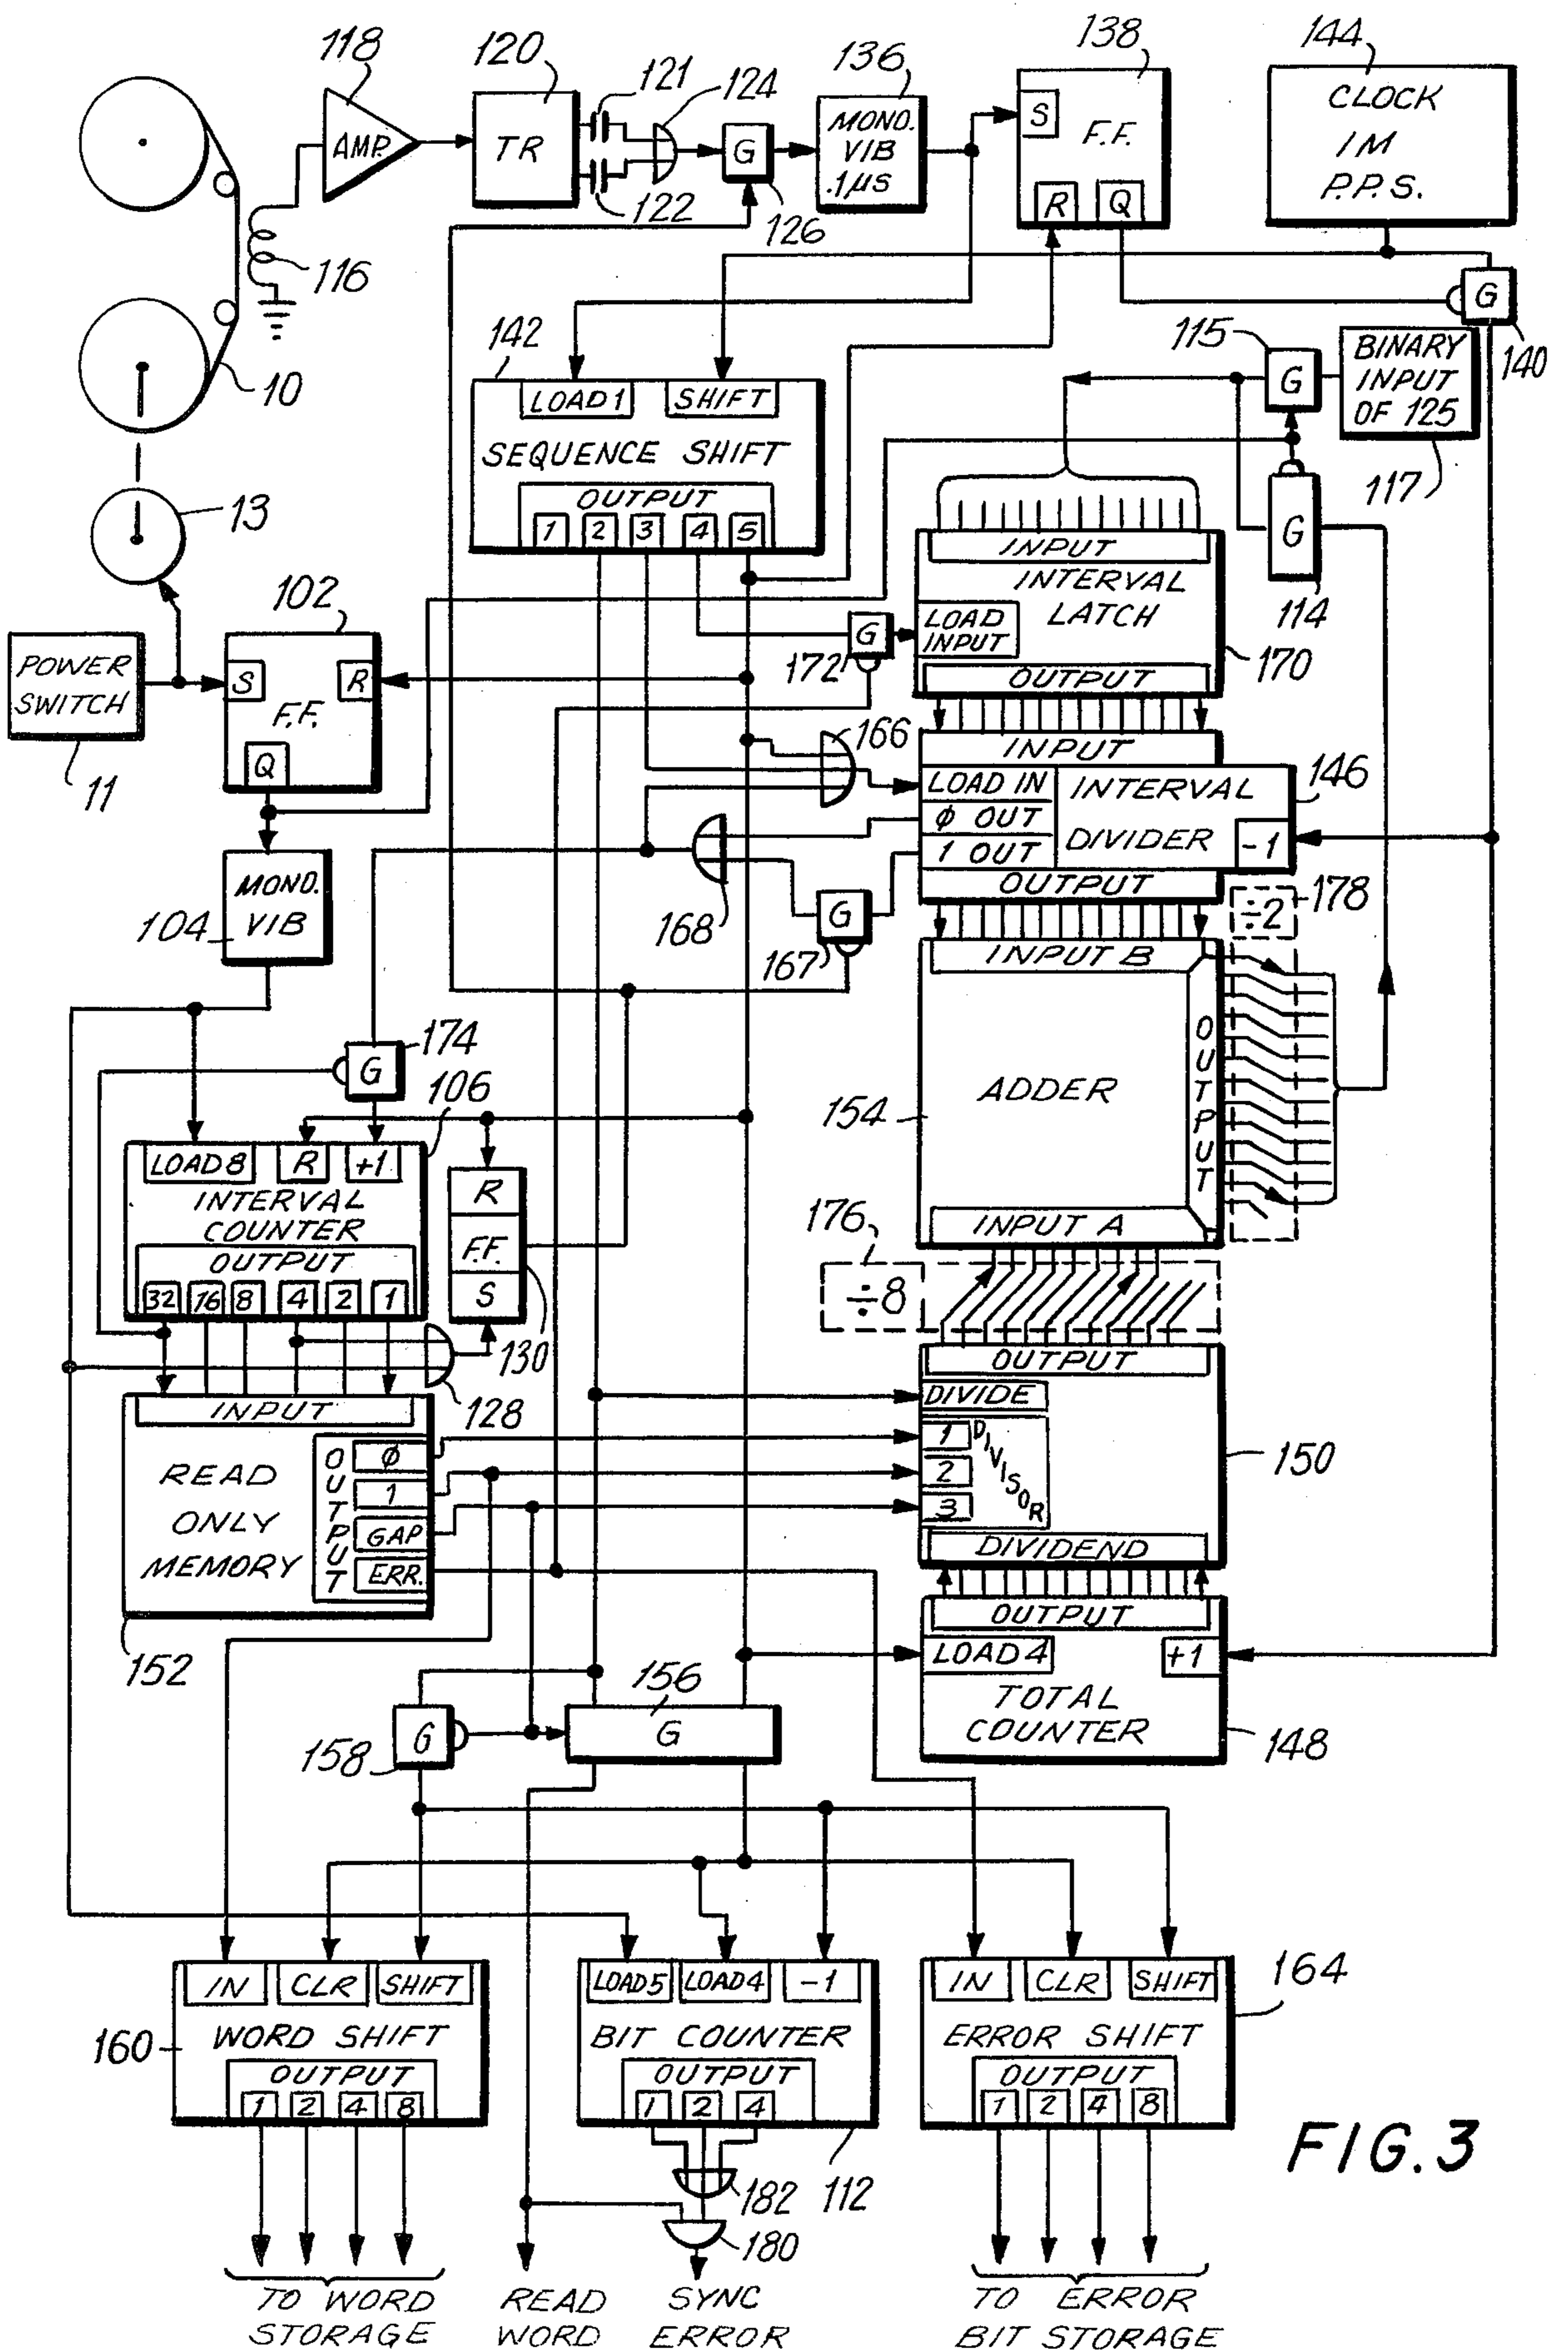 118
120
121
124
136
138
144
AMP.
TR
G
MONO.
VIB
.1μS
S
F.F.
R
Q
CLOCK
1M
P.P.S.
122
126
116
G
140
142
115
G
BINARY
INPUT
OF 125
117
10
LOAD 1
SHIFT
SEQUENCE SHIFT
OUTPUT
1 2 3 4 5
13
G
114
INPUT
INTERVAL
LATCH
LOAD
INPUT
OUTPUT
170
G
172
102
POWER
SWITCH
11
S
R
F.F.
Q
166
INPUT
LOAD IN
φ OUT
1 OUT
INTERVAL
DIVIDER
-1
OUTPUT
146
168
G
167
÷2
178
MONO.
VIB
104
INPUT B
ADDER
OUTPUT
INPUT A
154
174
G
106
LOAD 8
R
+1
INTERVAL
COUNTER
OUTPUT
32 16 8 4 2 1
R
F.F.
S
130
128
176
÷8
INPUT
READ
ONLY
MEMORY
OUTPUT
φ
1
GAP
ERR.
152
OUTPUT
DIVIDE
1
2
3
DIVISOR
DIVIDEND
150
OUTPUT
LOAD 4
+1
TOTAL
COUNTER
148
156
G
G
158
IN
CLR
SHIFT
WORD SHIFT
OUTPUT
1 2 4 8
160
LOAD5
LOAD4
-1
BIT COUNTER
OUTPUT
1 2 4
112
IN
CLR
SHIFT
ERROR SHIFT
OUTPUT
1 2 4 8
164
182
180
FIG. 3
TO WORD
STORAGE
READ
WORD
SYNC
ERROR
TO ERROR
BIT STORAGE